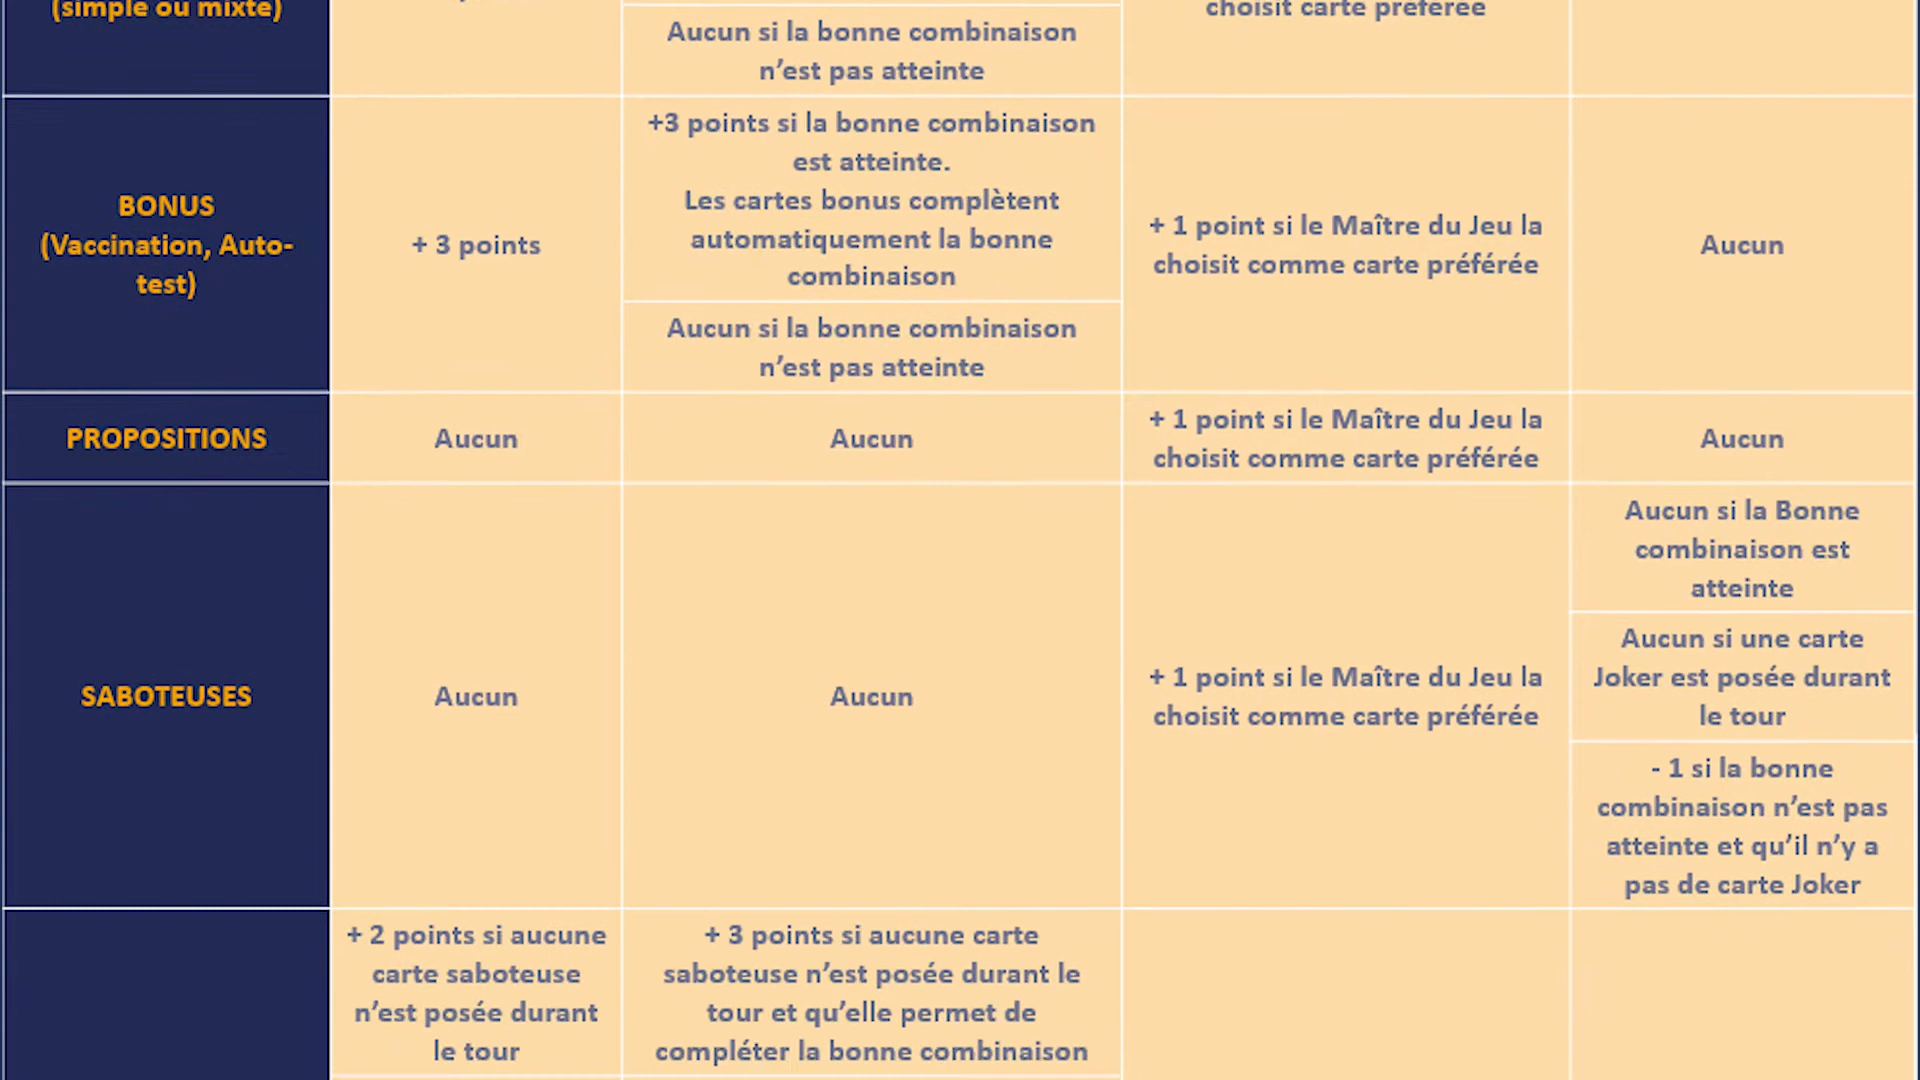 (simple ou mixte)
Aucun si la bonne combinaison
n’est pas atteinte
choisit carte préférée
BONUS
(Vaccination, Auto-
test)
+ 3 points
+3 points si la bonne combinaison
est atteinte.
Les cartes bonus complètent
automatiquement la bonne
combinaison
Aucun si la bonne combinaison
n’est pas atteinte
+ 1 point si le Maître du Jeu la
choisit comme carte préférée
Aucun
PROPOSITIONS
Aucun
Aucun
+ 1 point si le Maître du Jeu la
choisit comme carte préférée
Aucun
SABOTEUSES
Aucun
Aucun
+ 1 point si le Maître du Jeu la
choisit comme carte préférée
Aucun si la Bonne
combinaison est
atteinte
Aucun si une carte
Joker est posée durant
le tour
- 1 si la bonne
combinaison n’est pas
atteinte et qu’il n’y a
pas de carte Joker
+ 2 points si aucune
carte saboteuse
n’est posée durant
le tour
+ 3 points si aucune carte
saboteuse n’est posée durant le
tour et qu’elle permet de
compléter la bonne combinaison